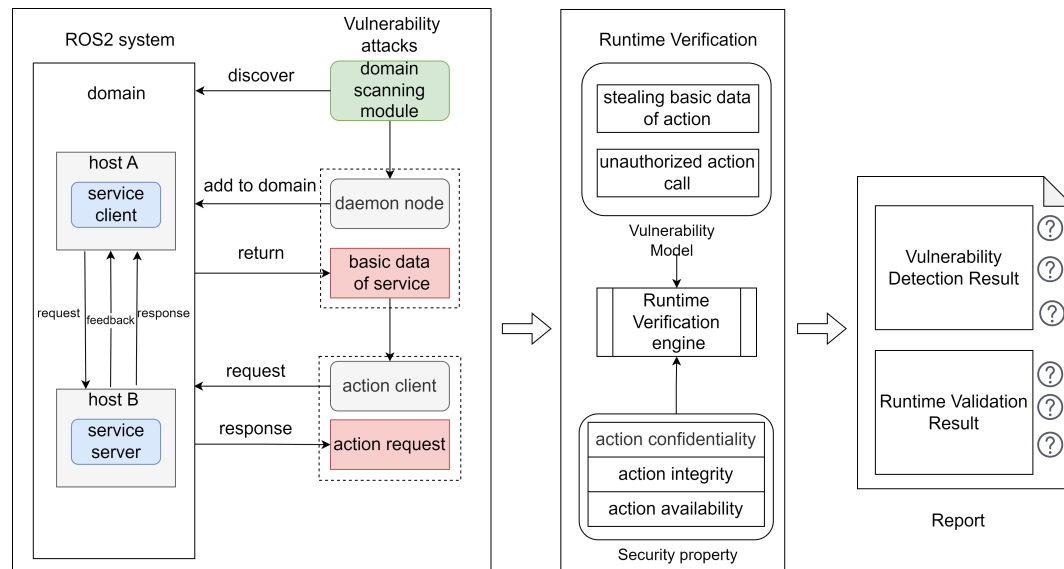 ROS2 system
Vulnerability
attacks
domain
discover
domain
scanning
module
host A
service
client
add to domain
daemon node
return
basic data
of service
request
feedback
response
request
action client
host B
service
server
response
action request
Runtime Verification
stealing basic data
of action
unauthorized action
call
Vulnerability
Model
Runtime
Verification
engine
action confidentiality
action integrity
action availability
Security property
Vulnerability
Detection Result
?
?
?
Runtime Validation
Result
?
?
?
Report